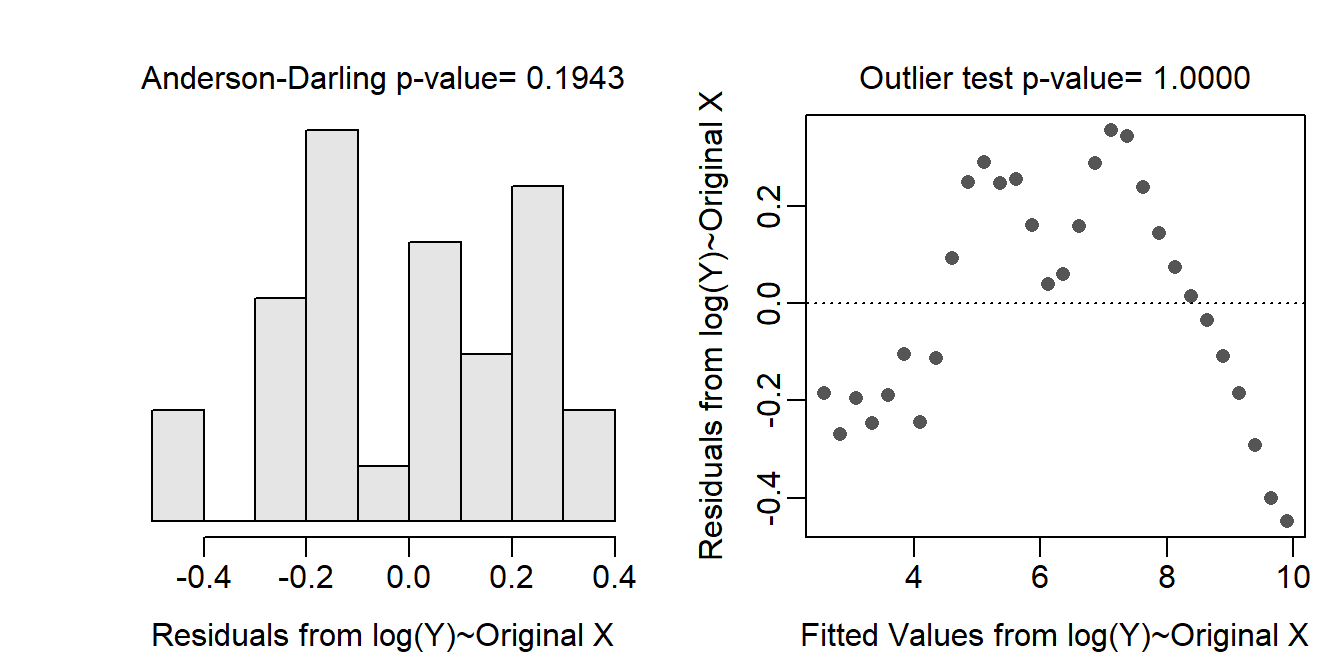 Anderson-Darling p-value= 0.1943
-0.4 -0.2 0.0 0.2 0.4
Residuals from log(Y)~Original X
Outlier test p-value= 1.0000
Residuals from log(Y)~Original X
0.2
0.0
-0.2
-0.4
4 6 8 10
Fitted Values from log(Y)~Original X